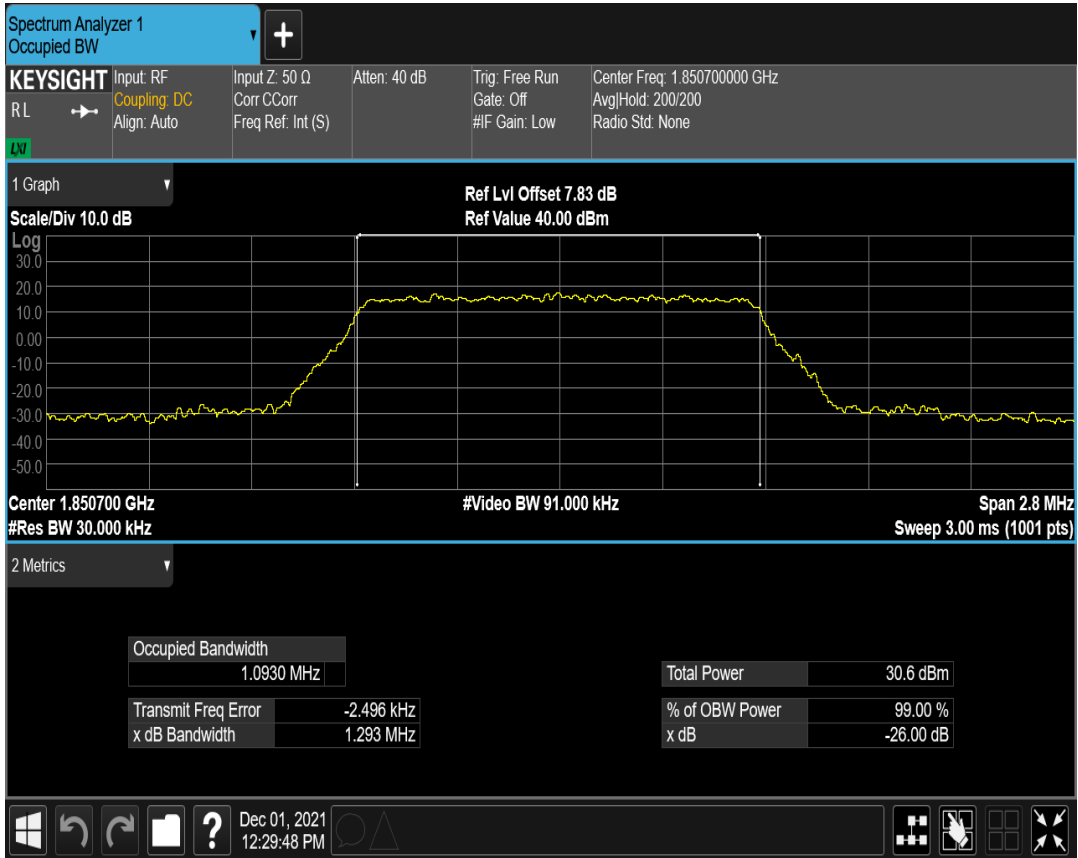 Spectrum Analyzer 1
Occupied BW
+
KEYSIGHT
R L
LXI
Input: RF
Coupling: DC
Align: Auto
Input Z: 50 Ω
Corr CCorr
Freq Ref: Int (S)
Atten: 40 dB
Trig: Free Run
Gate: Off
#IF Gain: Low
Center Freq: 1.850700000 GHz
Avg|Hold: 200/200
Radio Std: None
1 Graph
Scale/Div 10.0 dB
Ref Lvl Offset 7.83 dB
Ref Value 40.00 dBm
Log
30.0
20.0
10.0
0.00
-10.0
-20.0
-30.0
-40.0
-50.0
Center 1.850700 GHz
#Video BW 91.000 kHz
Span 2.8 MHz
#Res BW 30.000 kHz
Sweep 3.00 ms (1001 pts)
2 Metrics
Occupied Bandwidth
1.0930 MHz
Transmit Freq Error -2.496 kHz
x dB Bandwidth 1.293 MHz
Total Power 30.6 dBm
% of OBW Power 99.00 %
x dB -26.00 dB
?
Dec 01, 2021
12:29:48 PM